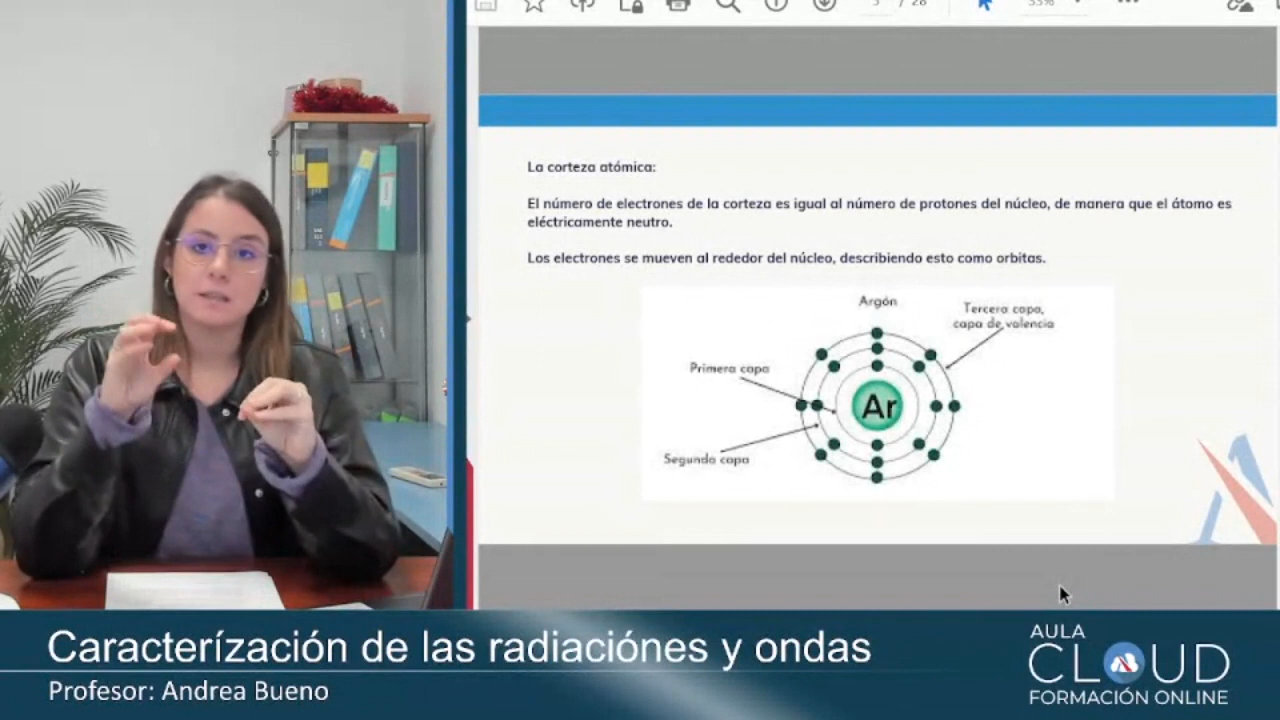 / 28
33%
La corteza atómica:
El número de electrones de la corteza es igual al número de protones del núcleo, de manera que el átomo es
eléctricamente neutro.
Los electrones se mueven al rededor del núcleo, describiendo esto como orbitas.
Argón
Tercera capa,
capa de valencia
Primera capa
Ar
Segunda capa
Caracterízación de las radiaciónes y ondas
Profesor: Andrea Bueno
AULA
CLOUD
FORMACIÓN ONLINE